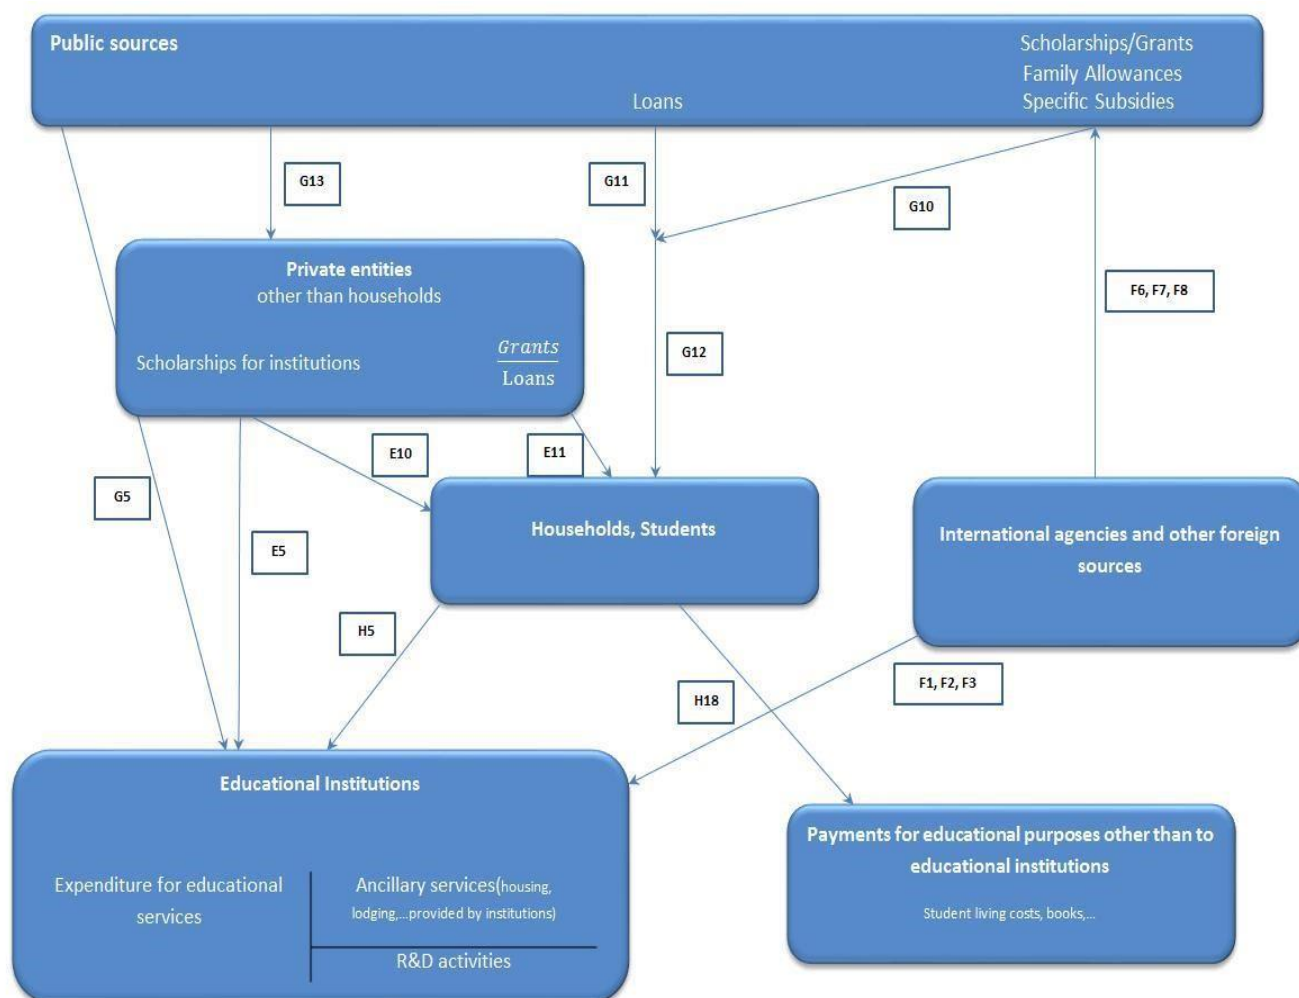 Public sources
Scholarships/Grants
Family Allowances
Loans
Specific Subsidies
G13
G11
G10
Private entities
other than households
F6, F7, F8
Scholarships for institutions
Grants
Loans
G12
E10
E11
G5
E5
Households, Students
International agencies and other foreign
sources
H5
F1, F2, F3
H18
Educational Institutions
Expenditure for educational
services
Ancillary services(housing,
lodging,...provided by institutions)
R&D activities
Payments for educational purposes other than to
educational institutions
Student living costs, books,...